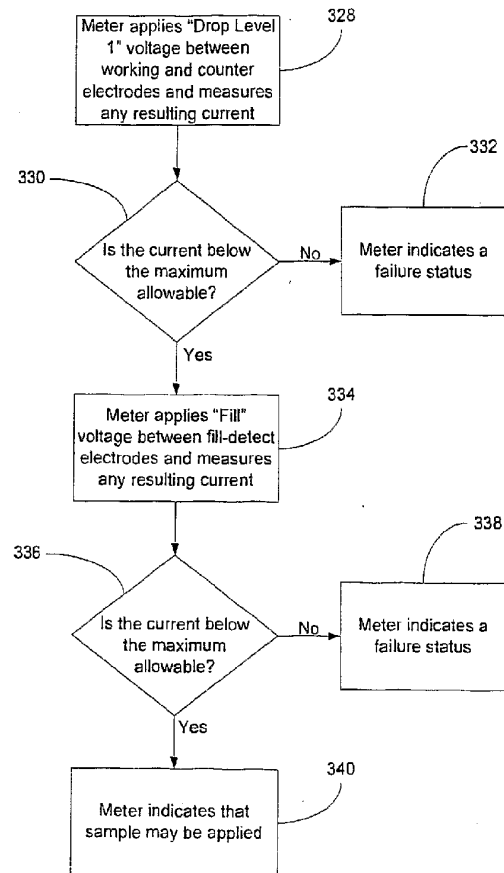 Meter applies “Drop Level
1” voltage between
working and counter
electrodes and measures
any resulting current
328
330
Is the current below
the maximum
allowable?
No
332
Meter indicates a
failure status
Yes
Meter applies “Fill”
voltage between fill-detect
electrodes and measures
any resulting current
334
336
Is the current below
the maximum
allowable?
No
338
Meter indicates a
failure status
Yes
340
Meter indicates that
sample may be applied